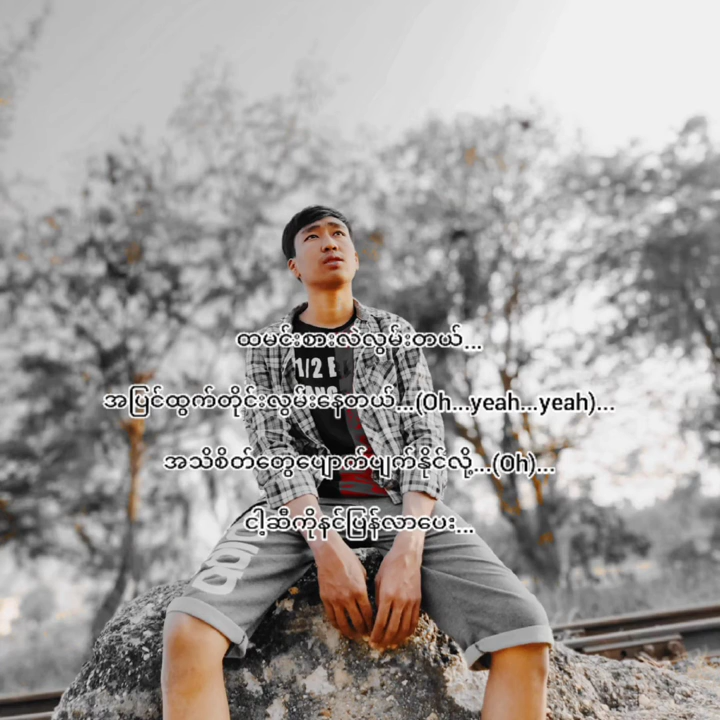 ထမင်းစားလဲလွမ်းတယ်...
1/2 E
အပြင်ထွက်တိုင်းလွမ်းနေတယ်...(Oh...yeah...yeah)...
အသိစိတ်တွေပျောက်ပျက်နိုင်လို့...(Oh)...
ငါ့ဆီကိုနင်ပြန်လာပေး...